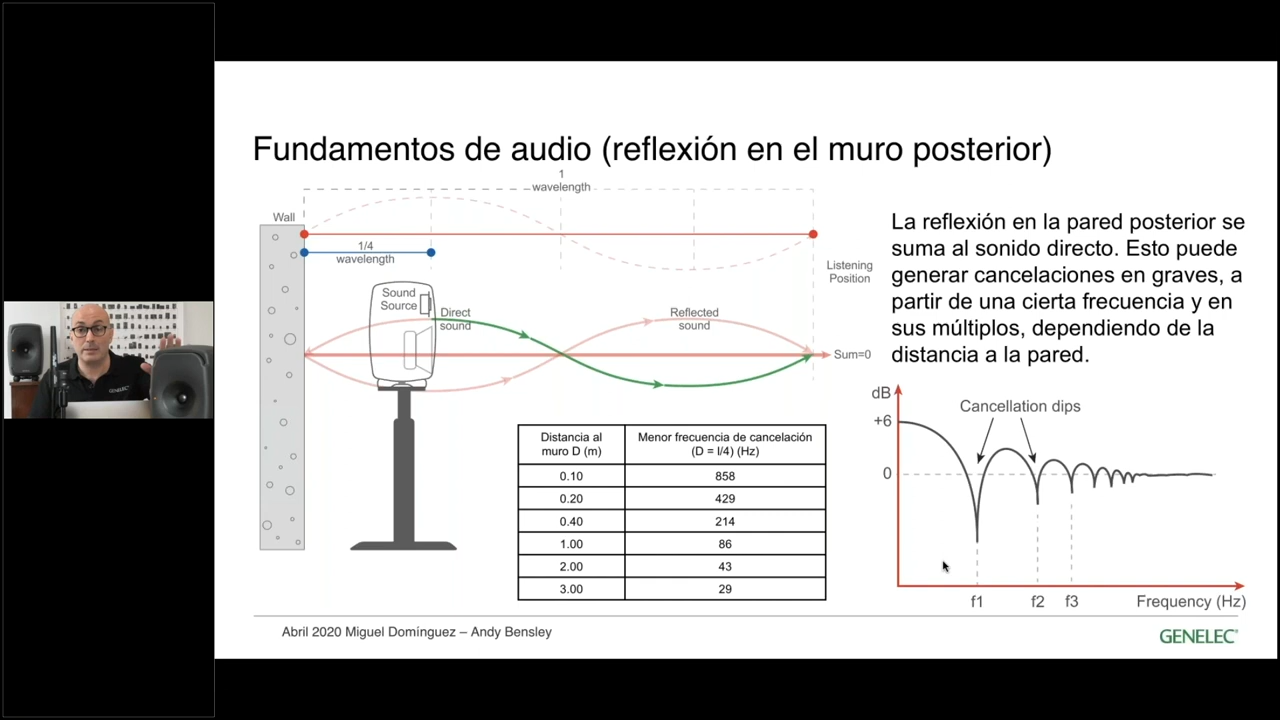 Fundamentos de audio (reflexión en el muro posterior)
1
wavelength
Wall
1/4
wavelength
Listening
Position
Sound
Source
Direct
sound
Reflected
sound
Sum=0
La reflexión en la pared posterior se
suma al sonido directo. Esto puede
generar cancelaciones en graves, a
partir de una cierta frecuencia y en
sus múltiplos, dependiendo de la
distancia a la pared.
Distancia al
muro D (m)
Menor frecuencia de cancelación
(D = l/4) (Hz)
0.10 858
0.20 429
0.40 214
1.00 86
2.00 43
3.00 29
dB
+6
0
Cancellation dips
f1 f2 f3 Frequency (Hz)
Abril 2020 Miguel Domínguez – Andy Bensley
GENELEC
GENELEC